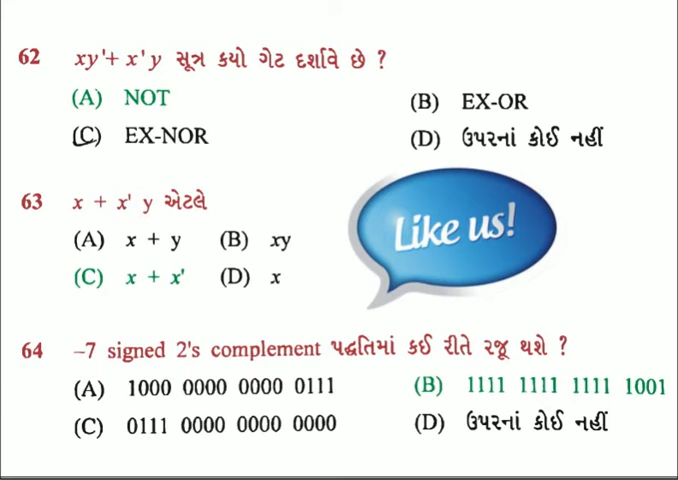 62 xy'+ x'y સૂત્ર કયો ગેટ દર્શાવે છે ?
(A) NOT (B) EX-OR
(C) EX-NOR (D) ઉપરનાં કોઈ નહીં
63 x + x' y એટલે
(A) x + y (B) xy
(C) x + x' (D) x
Like us!
64 –7 signed 2's complement પદ્ધતિમાં કઈ રીતે રજૂ થશે ?
(A) 1000 0000 0000 0111 (B) 1111 1111 1111 1001
(C) 0111 0000 0000 0000 (D) ઉપરનાં કોઈ નહીં